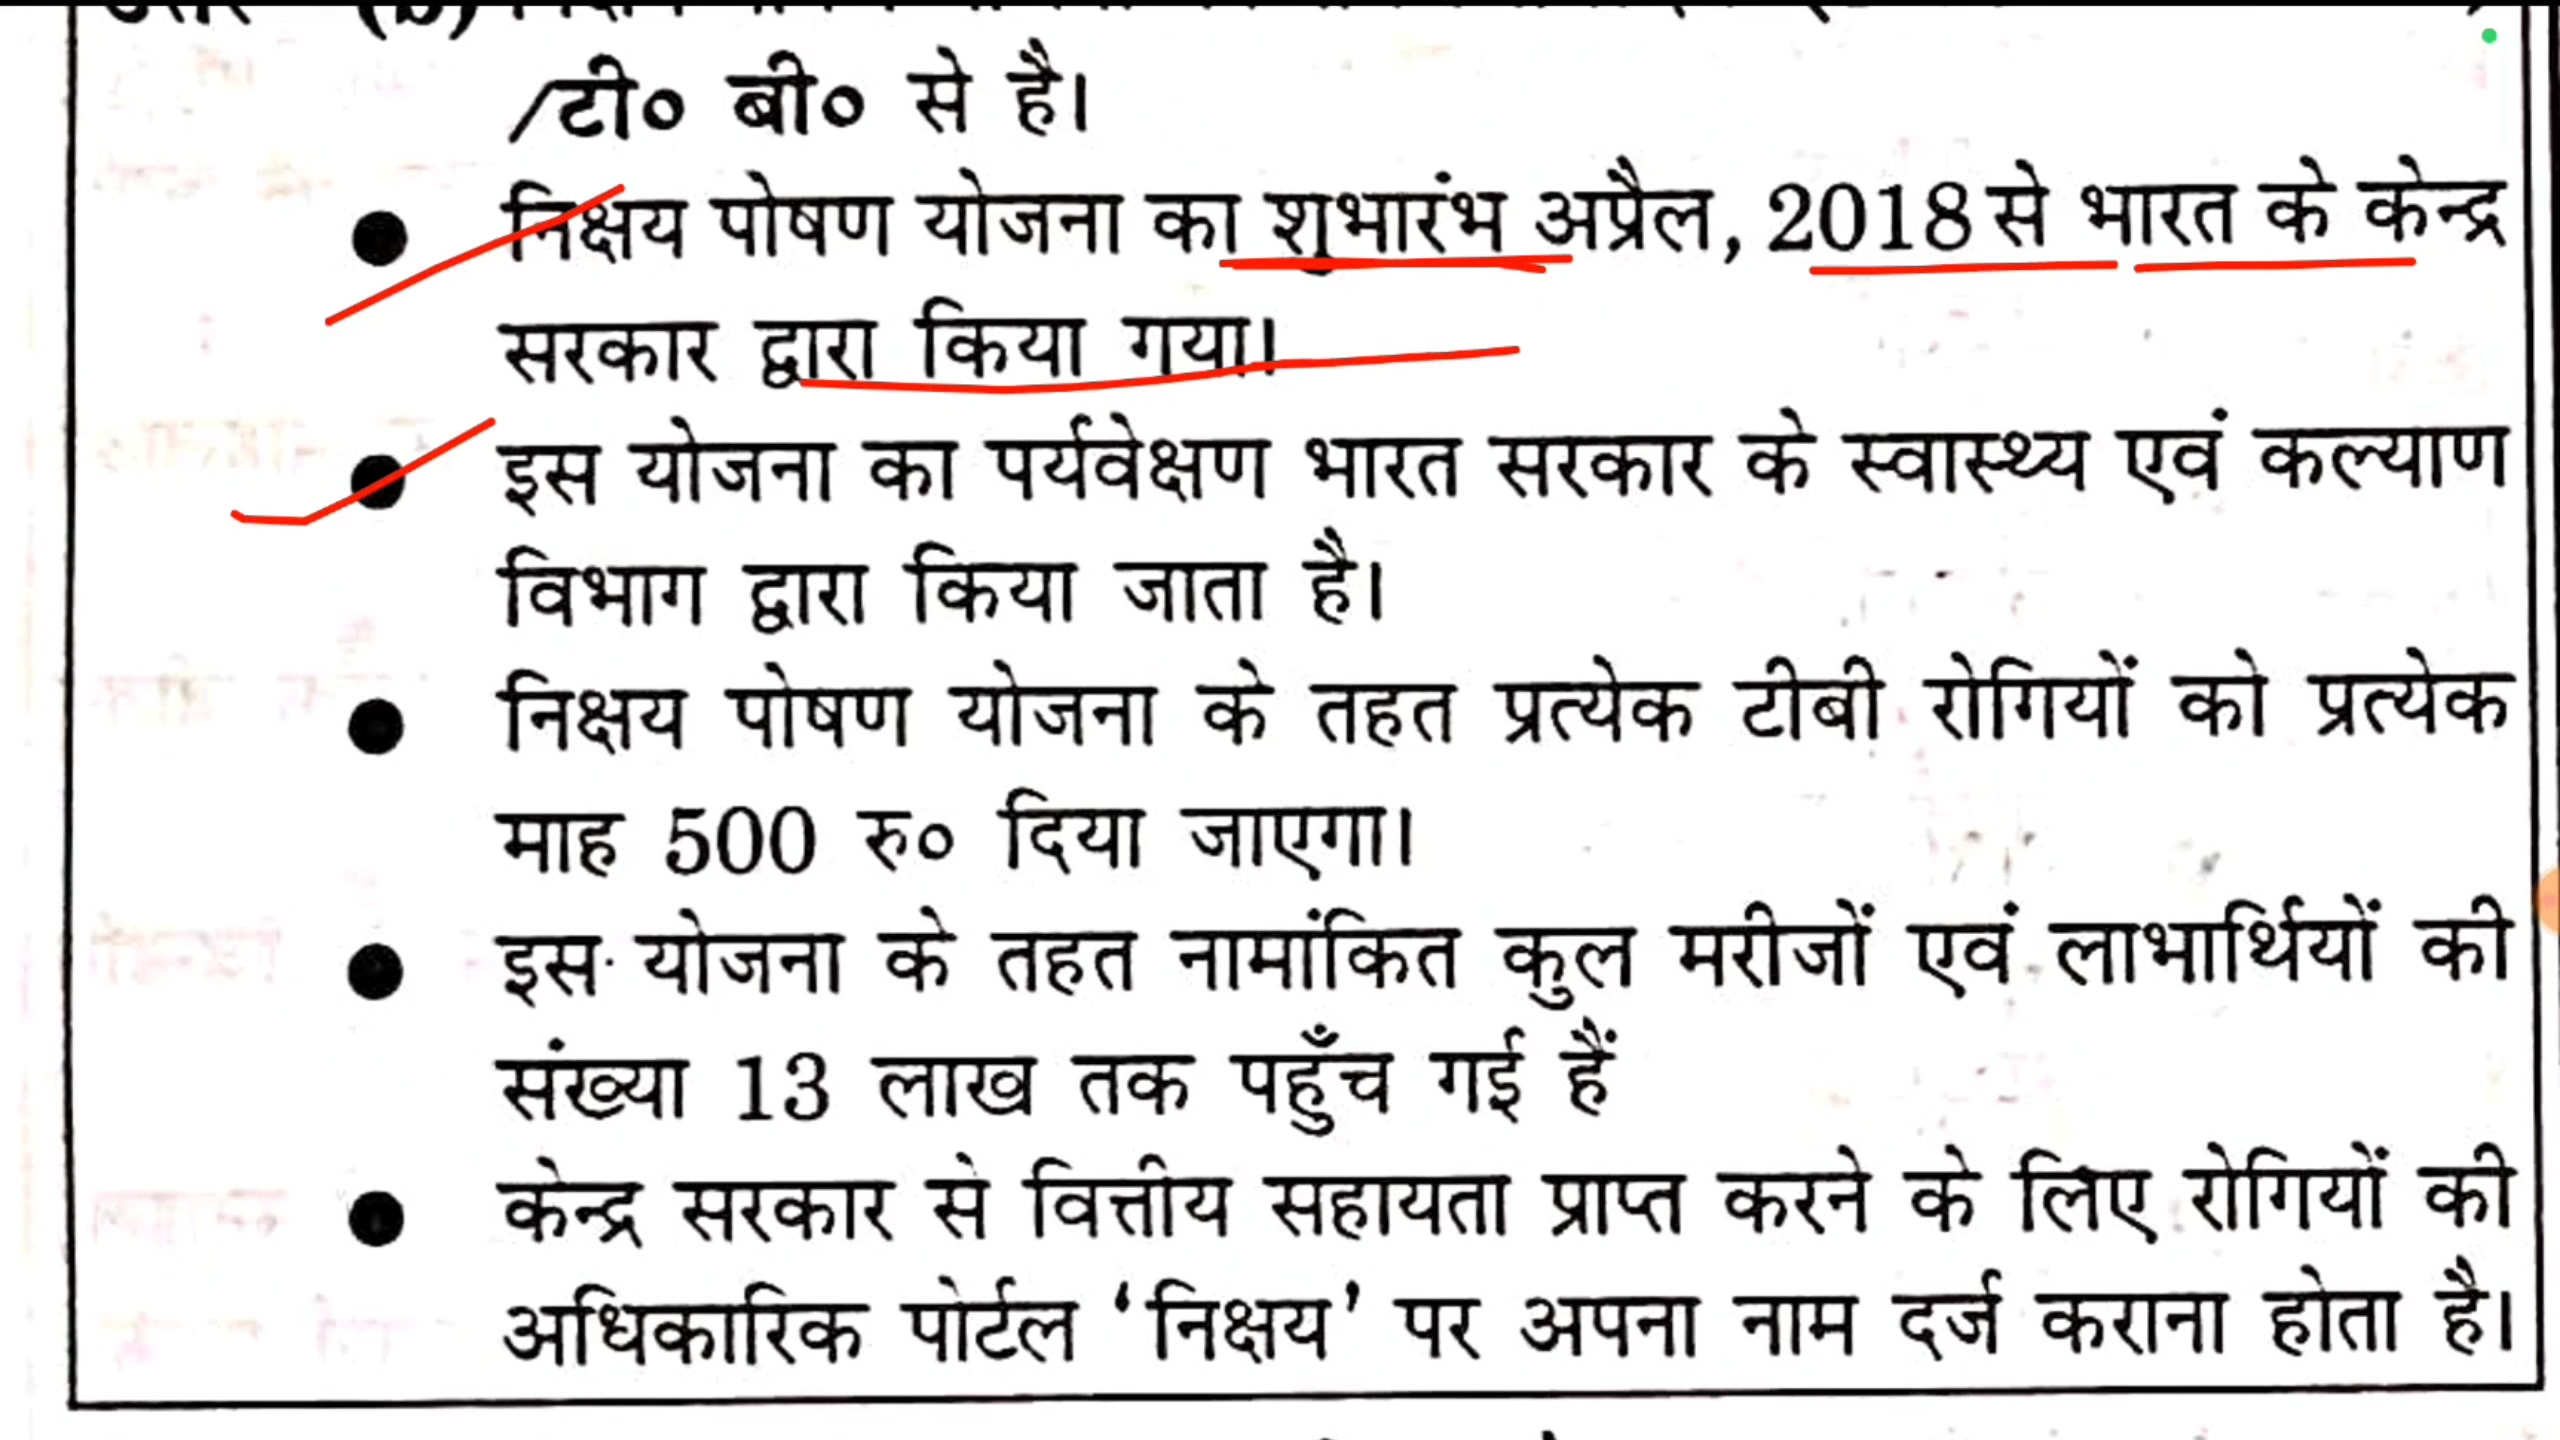 (b)
/टी० बी० से है।
● निक्षय पोषण योजना का शुभारंभ अप्रैल, 2018 से भारत के केन्द्र
सरकार द्वारा किया गया।
● इस योजना का पर्यवेक्षण भारत सरकार के स्वास्थ्य एवं कल्याण
विभाग द्वारा किया जाता है।
● निक्षय पोषण योजना के तहत प्रत्येक टीबी रोगियों को प्रत्येक
माह 500 रु० दिया जाएगा।
● इस योजना के तहत नामांकित कुल मरीजों एवं लाभार्थियों की
संख्या 13 लाख तक पहुँच गई हैं
● केन्द्र सरकार से वित्तीय सहायता प्राप्त करने के लिए रोगियों की
अधिकारिक पोर्टल ‘निक्षय’ पर अपना नाम दर्ज कराना होता है।